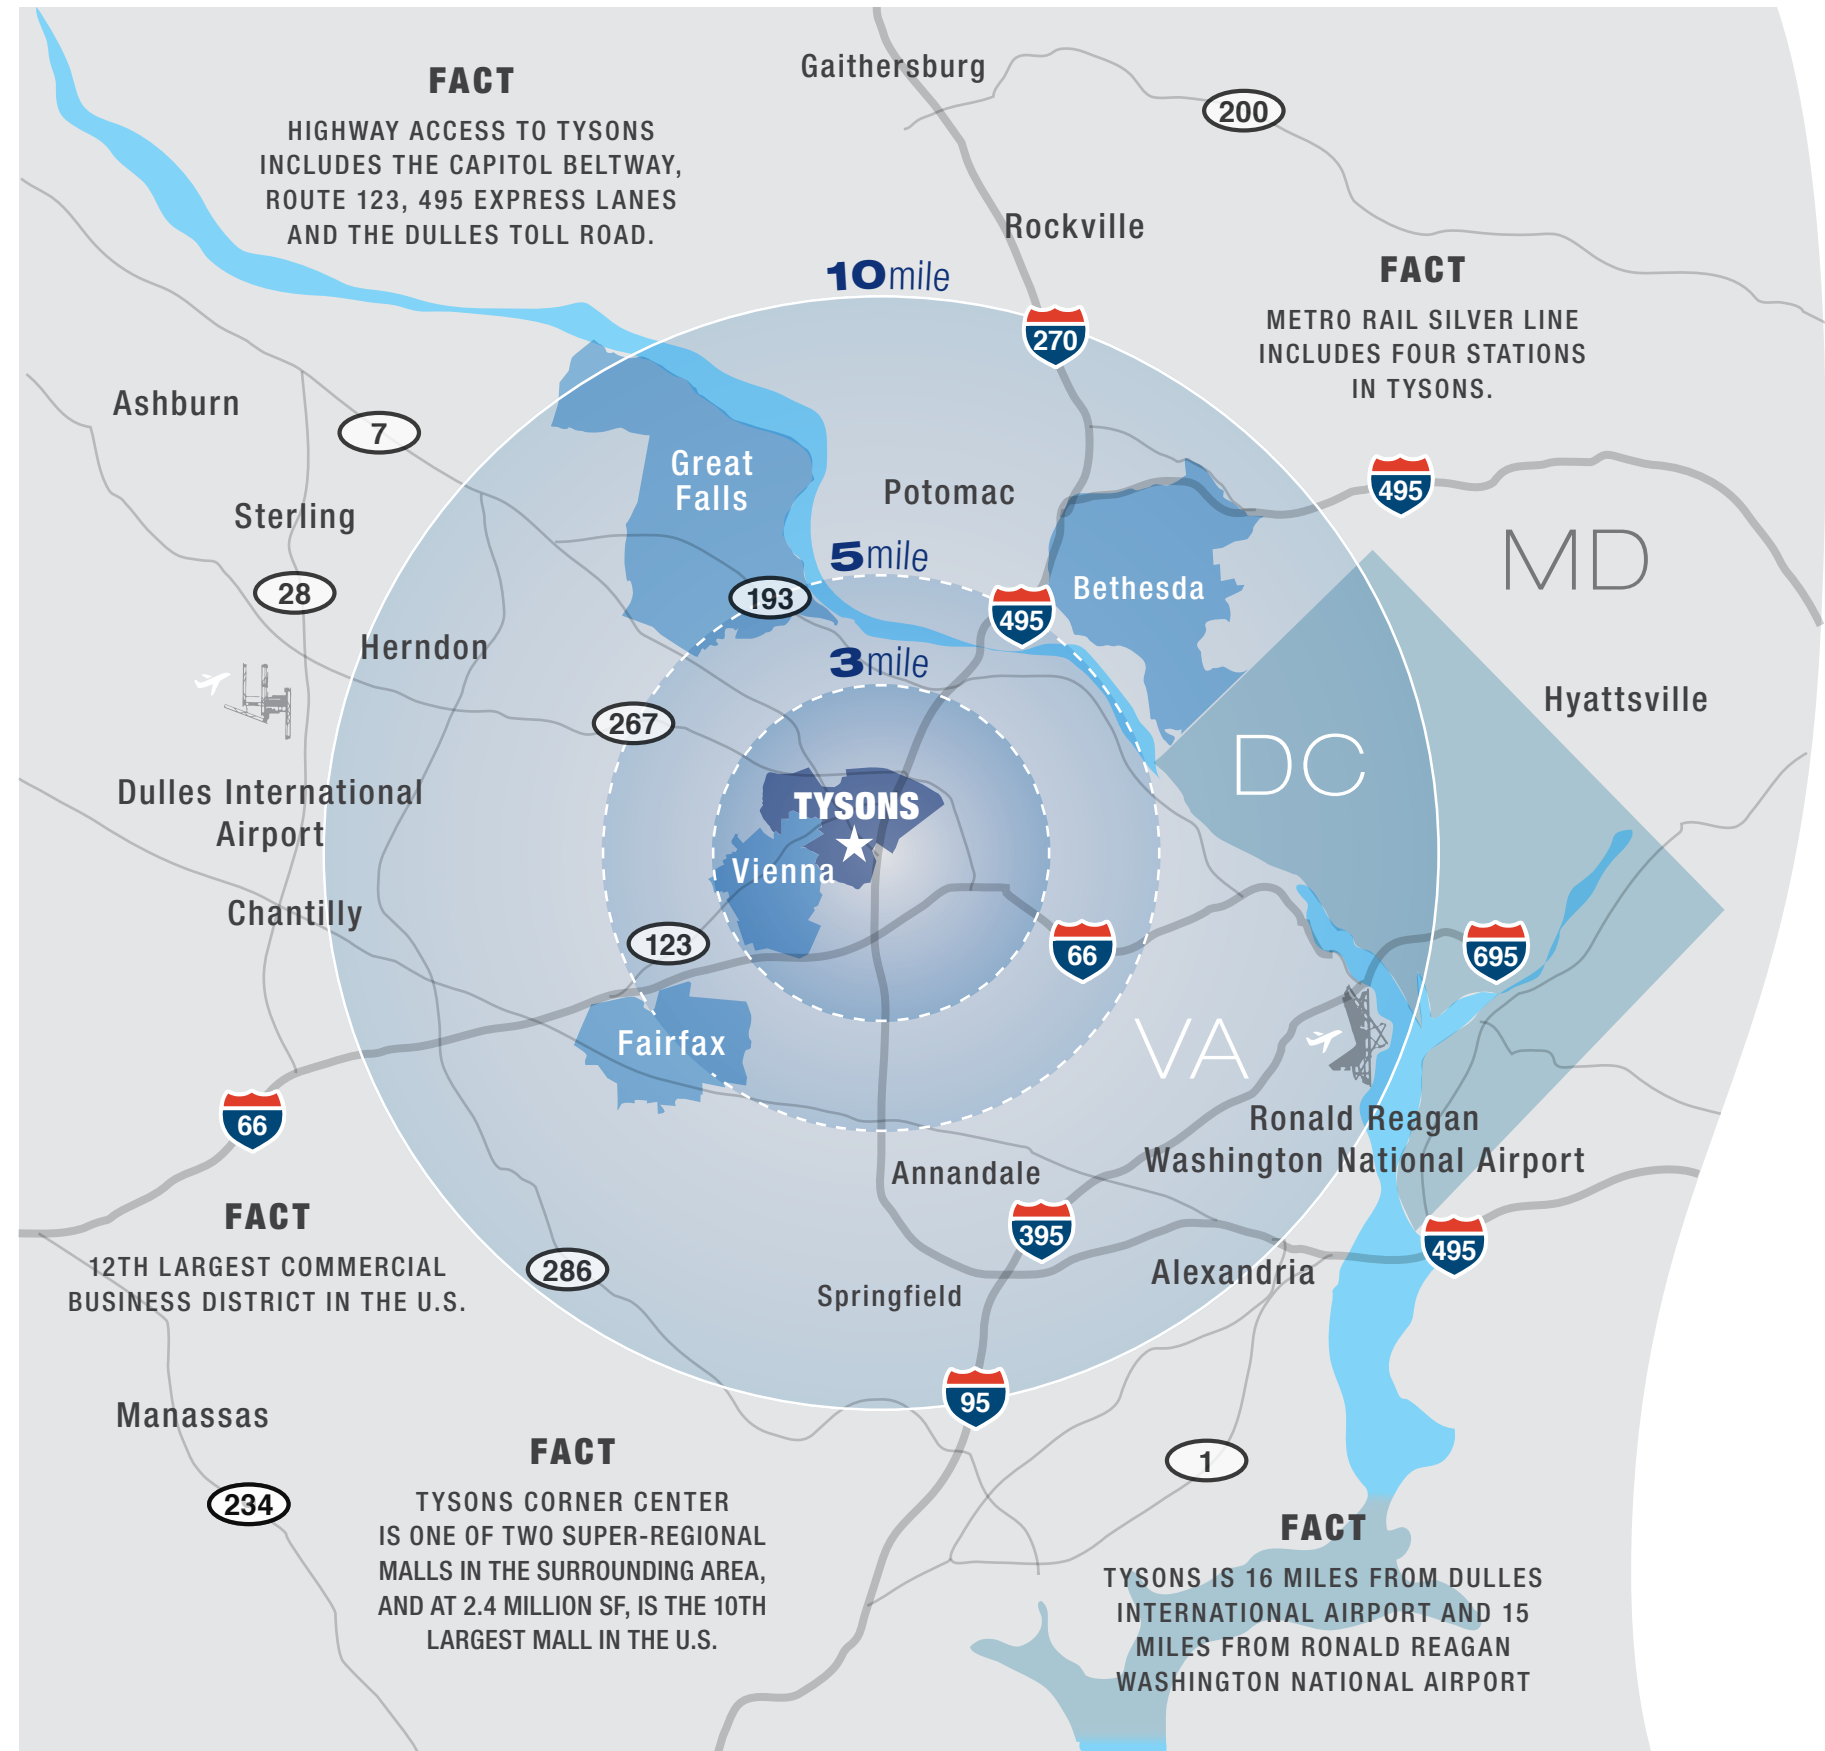 Gaithersburg
FACT
HIGHWAY ACCESS TO TYSONS
INCLUDES THE CAPITOL BELTWAY,
ROUTE 123, 495 EXPRESS LANES
AND THE DULLES TOLL ROAD.
200
Rockville
10mile
FACT
METRO RAIL SILVER LINE
INCLUDES FOUR STATIONS
IN TYSONS.
270
Ashburn
7
Great
Falls
Potomac
495
Sterling
5mile
MD
28
193
495
Bethesda
Herndon
3mile
Hyattsville
267
DC
Dulles International
Airport
TYSONS
Vienna
Chantilly
123
66
695
Fairfax
VA
66
Ronald Reagan
Washington National Airport
Annandale
FACT
12TH LARGEST COMMERCIAL
BUSINESS DISTRICT IN THE U.S.
395
495
286
Alexandria
Springfield
95
Manassas
234
FACT
TYSONS CORNER CENTER
IS ONE OF TWO SUPER-REGIONAL
MALLS IN THE SURROUNDING AREA,
AND AT 2.4 MILLION SF, IS THE 10TH
LARGEST MALL IN THE U.S.
1
FACT
TYSONS IS 16 MILES FROM DULLES
INTERNATIONAL AIRPORT AND 15
MILES FROM RONALD REAGAN
WASHINGTON NATIONAL AIRPORT